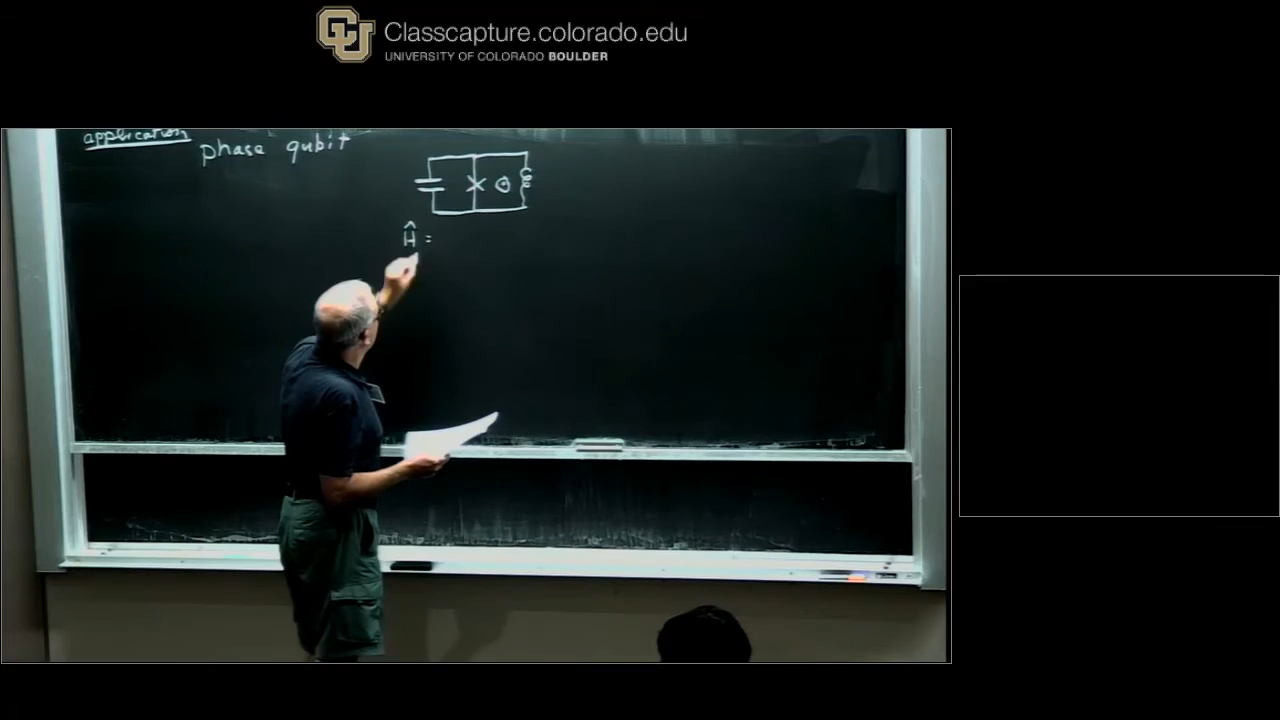 Classcapture.colorado.edu
UNIVERSITY OF COLORADO BOULDER
application
phase qubit
Ĥ =